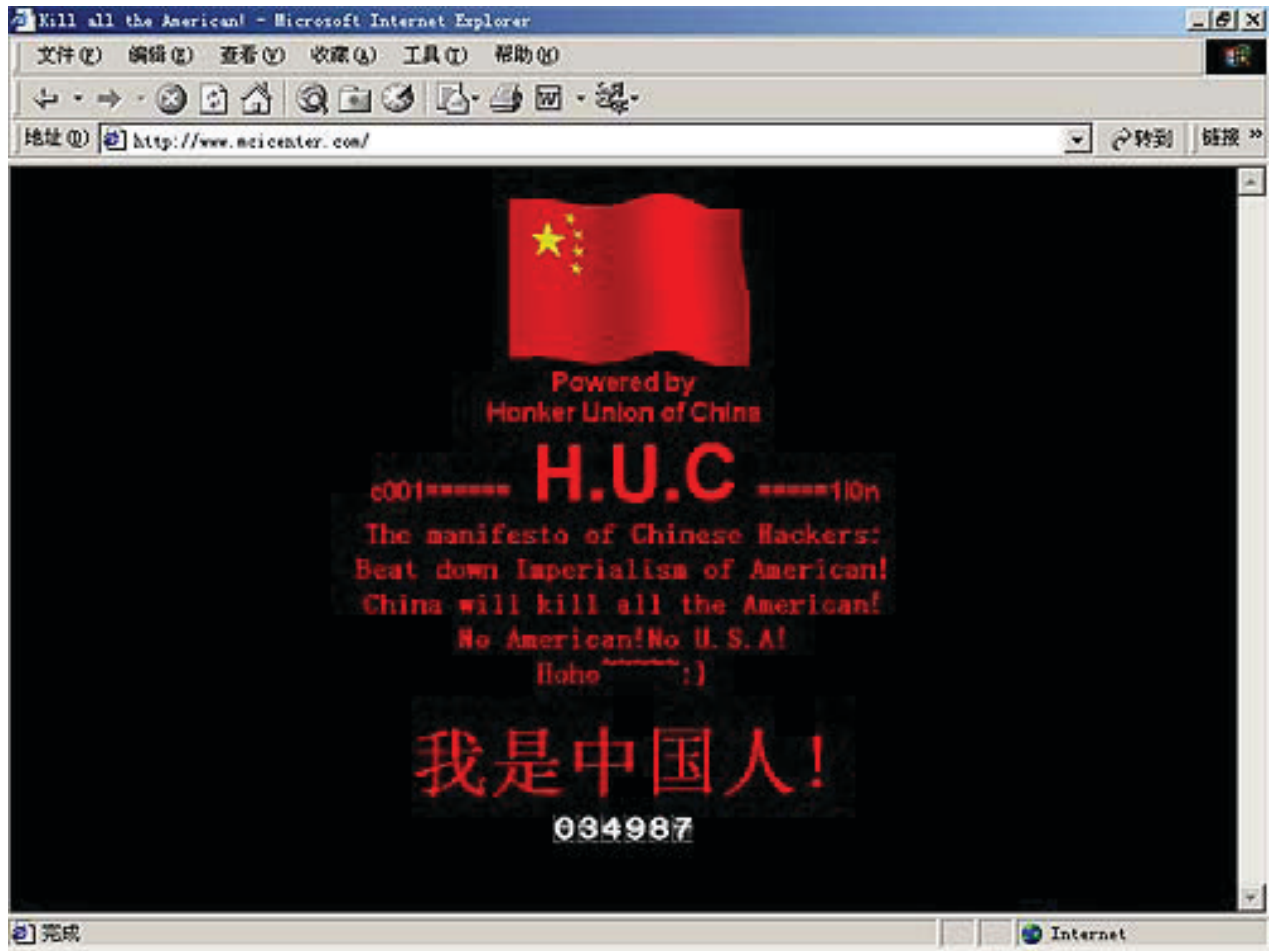 Kill all the American! - Microsoft Internet Explorer
文件(F) 编辑(E) 查看(V) 收藏(A) 工具(T) 帮助(H)
地址(D) http://www.mcicenter.com/ 转到 链接 »
Powered by
Honker Union of China
H.U.C
c001====== =====1l0n
The manifesto of Chinese Hackers:
Beat down Imperialism of American!
China will kill all the American!
No American!No U.S.A!
Hoho~~~~~:)
我是中国人!
034987
完成 Internet